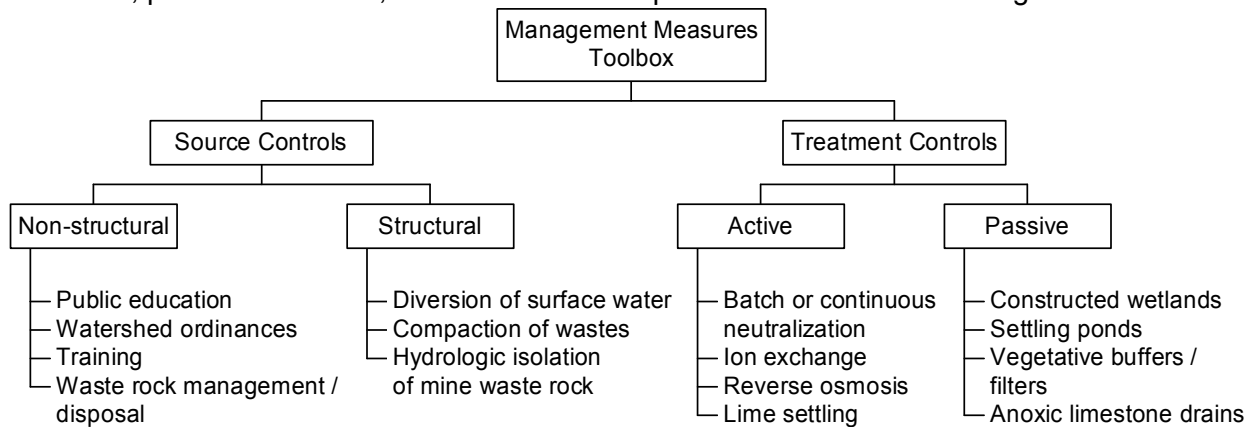 Management Measures
Toolbox
Source Controls
Treatment Controls
Non-structural
Structural
Active
Passive
Public education
Watershed ordinances
Training
Waste rock management /
disposal
Diversion of surface water
Compaction of wastes
Hydrologic isolation
of mine waste rock
Batch or continuous
neutralization
Ion exchange
Reverse osmosis
Lime settling
Constructed wetlands
Settling ponds
Vegetative buffers /
filters
Anoxic limestone drains